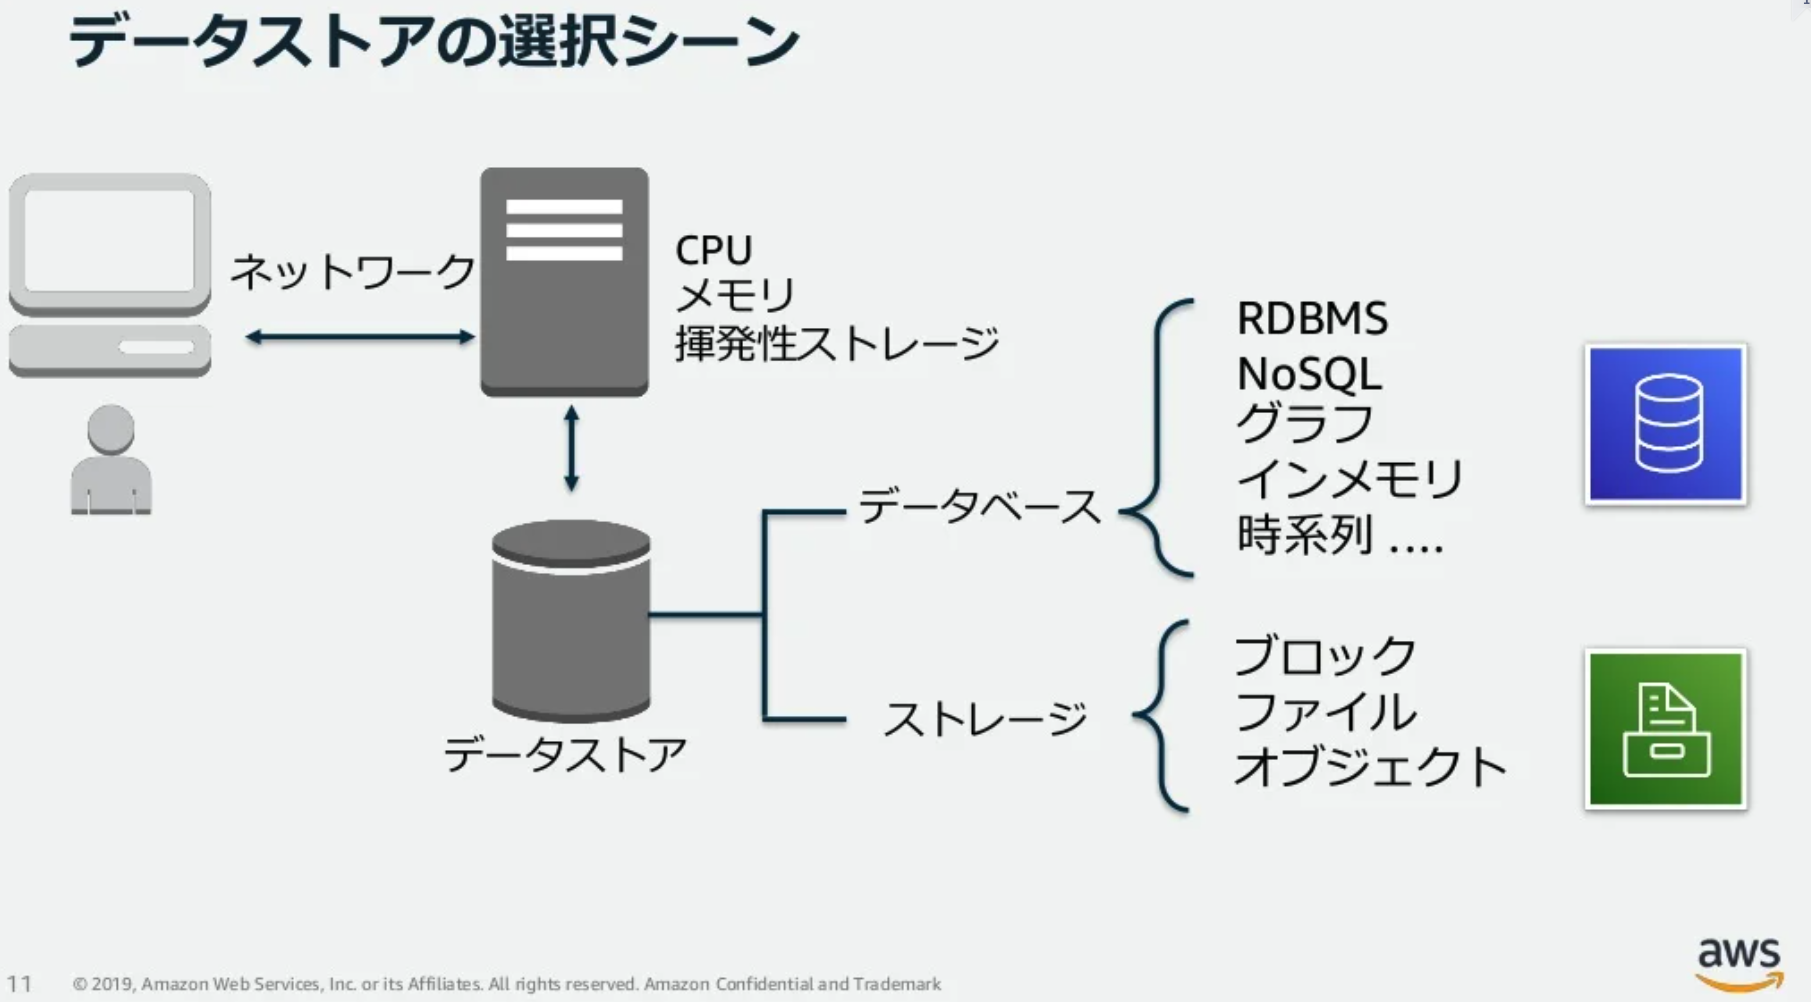 データストアの選択シーン
ネットワーク
CPU
メモリ
揮発性ストレージ
データストア
データベース
RDBMS
NoSQL
グラフ
インメモリ
時系列 ....
ストレージ
ブロック
ファイル
オブジェクト
11
© 2019, Amazon Web Services, Inc. or its Affiliates. All rights reserved. Amazon Confidential and Trademark
aws